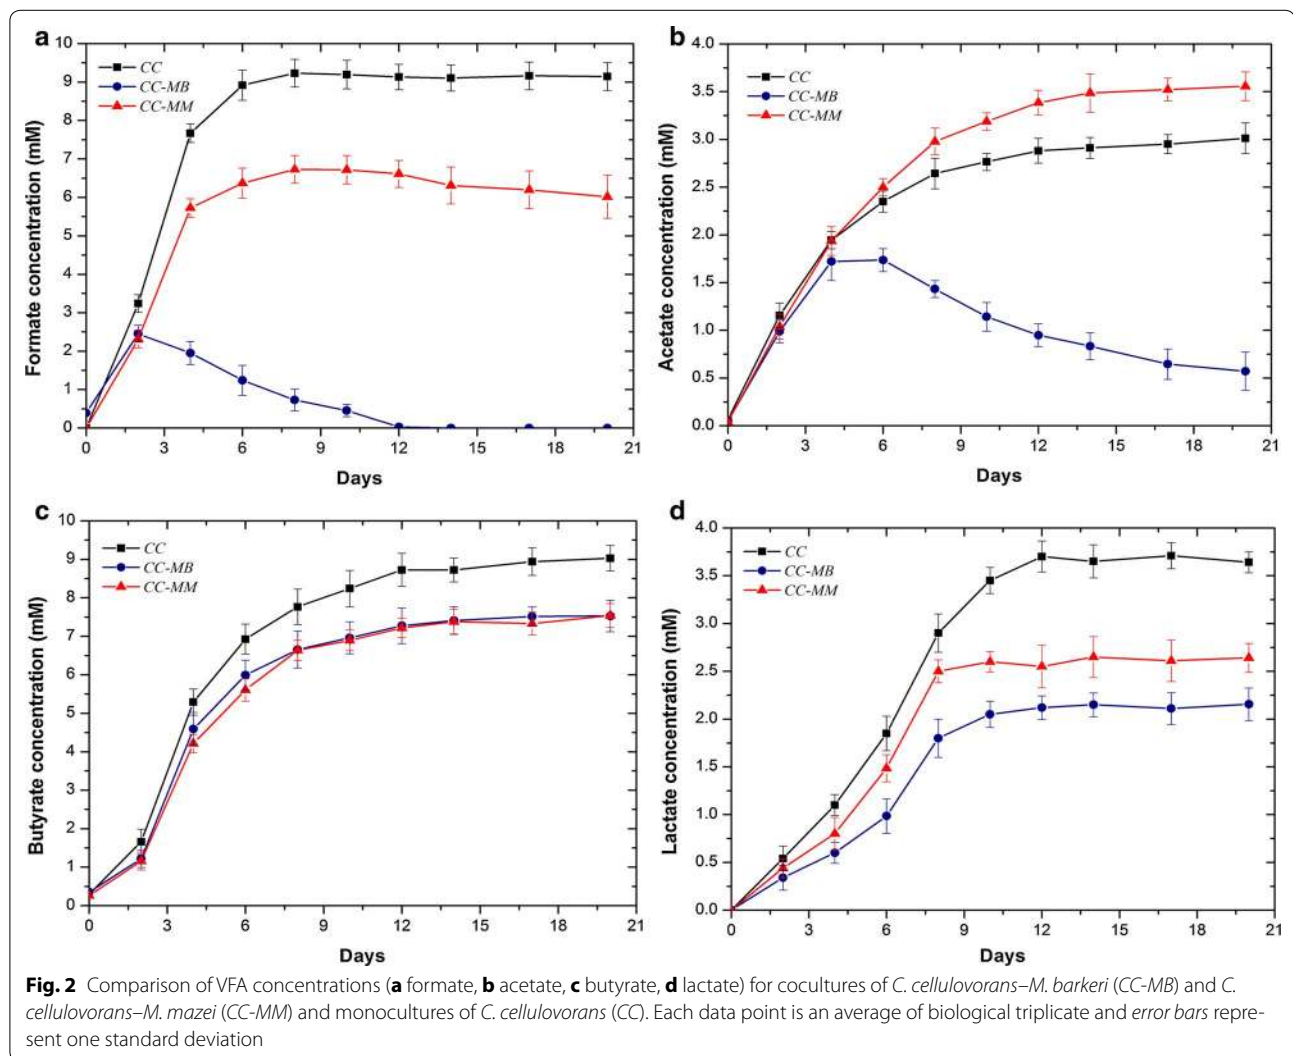 a
10
9
8
7
6
5
4
3
2
1
0
0 3 6 9 12 15 18 21
Formate concentration (mM)
Days
CC
CC-MB
CC-MM
b
4.0
3.5
3.0
2.5
2.0
1.5
1.0
0.5
0.0
0 3 6 9 12 15 18 21
Acetate concentration (mM)
Days
CC
CC-MB
CC-MM
c
10
9
8
7
6
5
4
3
2
1
0
0 3 6 9 12 15 18 21
Butyrate concentration (mM)
Days
CC
CC-MB
CC-MM
d
4.0
3.5
3.0
2.5
2.0
1.5
1.0
0.5
0.0
0 3 6 9 12 15 18 21
Lactate concentration (mM)
Days
CC
CC-MB
CC-MM
Fig. 2 Comparison of VFA concentrations (a formate, b acetate, c butyrate, d lactate) for cocultures of C. cellulovorans–M. barkeri (CC-MB) and C.
cellulovorans–M. mazei (CC-MM) and monocultures of C. cellulovorans (CC). Each data point is an average of biological triplicate and error bars repre-
sent one standard deviation